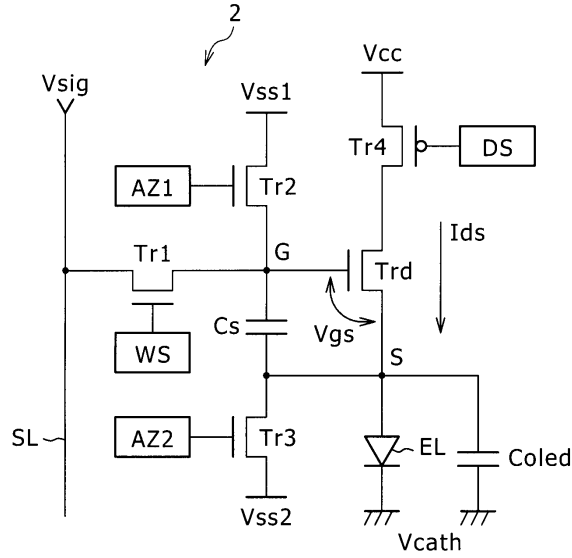 2
Vsig
Vss1
Vcc
AZ1
Tr2
Tr4
DS
Tr1
G
Trd
Ids
WS
Cs
Vgs
S
SL
AZ2
Tr3
EL
Coled
Vss2
Vcath